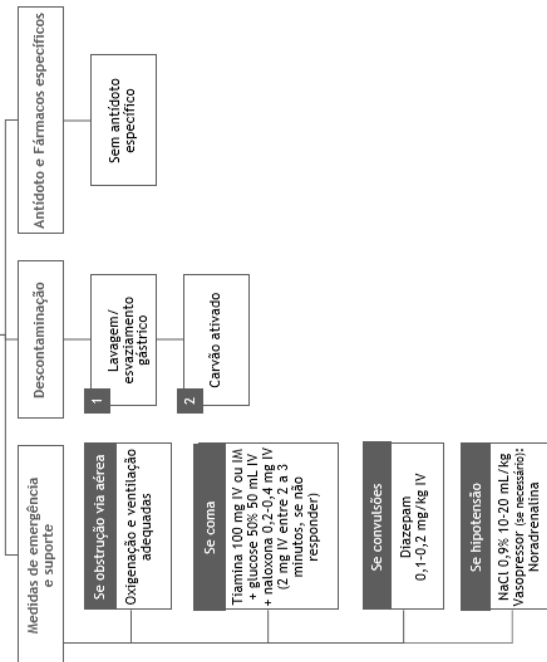 Medidas de emergência
e suporte
Se obstrução via aérea
Oxigenação e ventilação
adequadas
Se coma
Tiamina 100 mg IV ou IM
+ glucose 50% 50 mL IV
+ naloxona 0,2-0,4 mg IV
(2 mg IV entre 2 a 3
minutos, se não
responder)
Se convulsões
Diazepam
0,1-0,2 mg/kg IV
Se hipotensão
NaCl 0,9% 10-20 mL/kg
Vasopressor (se necessário):
Noradrenalina
Descontaminação
1
Lavagem/
esvaziamento
gástrico
2
Carvão ativado
Antídoto e Fármacos específicos
Sem antídoto
específico